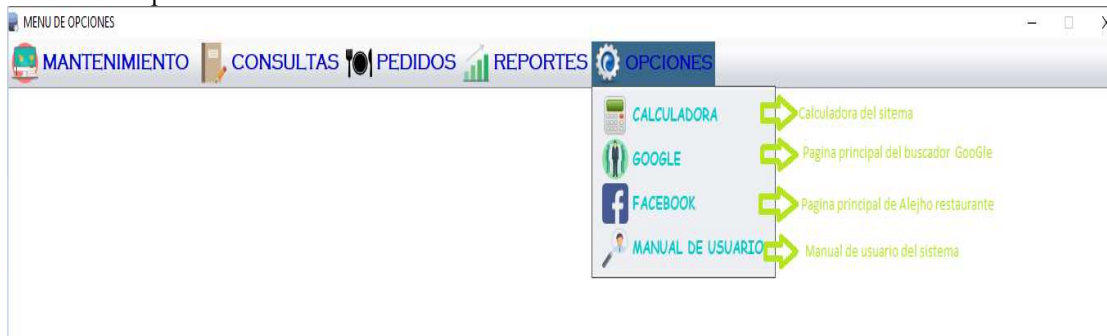 MENU DE OPCIONES
MANTENIMIENTO CONSULTAS PEDIDOS REPORTES OPCIONES
CALCULADORA Calculadora del sitema
GOOGLE Pagina principal del buscador GooGle
FACEBOOK Pagina principal de Alejho restaurante
MANUAL DE USUARIO Manual de usuario del sistema